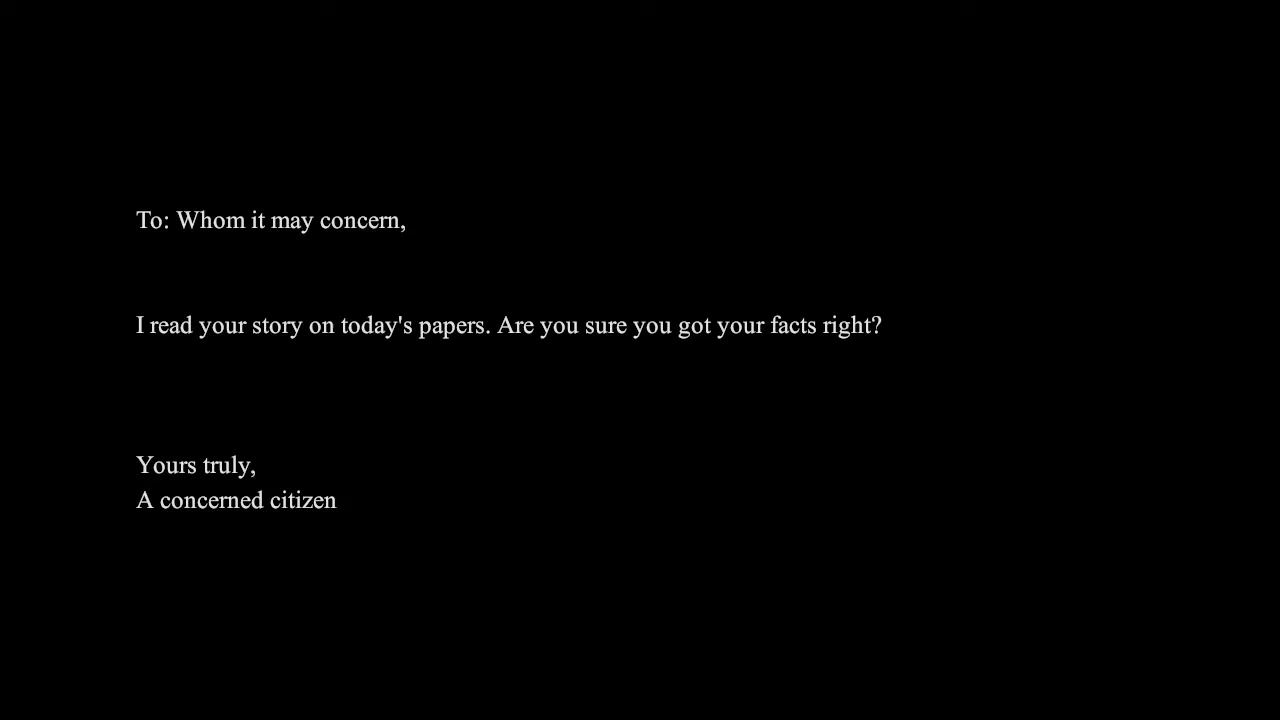 To: Whom it may concern,
I read your story on today's papers. Are you sure you got your facts right?
Yours truly,
A concerned citizen